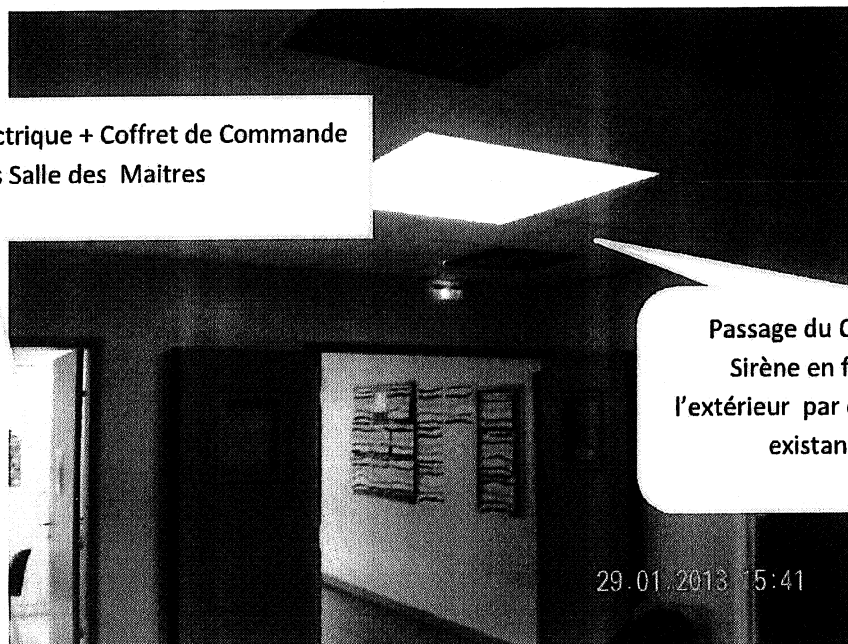 ctrique + Coffret de Commande
Salle des Maitres
Passage du C
Sirène en f
l'extérieur par
existan
29.01.2013 15:41